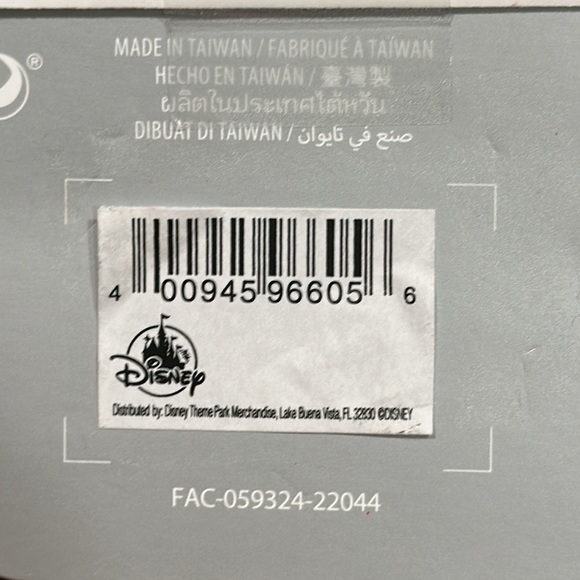 ®
MADE IN TAIWAN / FABRIQUÉ À TAÏWAN
HECHO EN TAIWÁN / 臺灣製
ผลิตในประเทศไต้หวัน
DIBUAT DI TAIWAN / صنع في تايوان
4 00945 96605 6
Disney
Distributed by: Disney Theme Park Merchandise, Lake Buena Vista, FL 32830 ©DISNEY
FAC-059324-22044